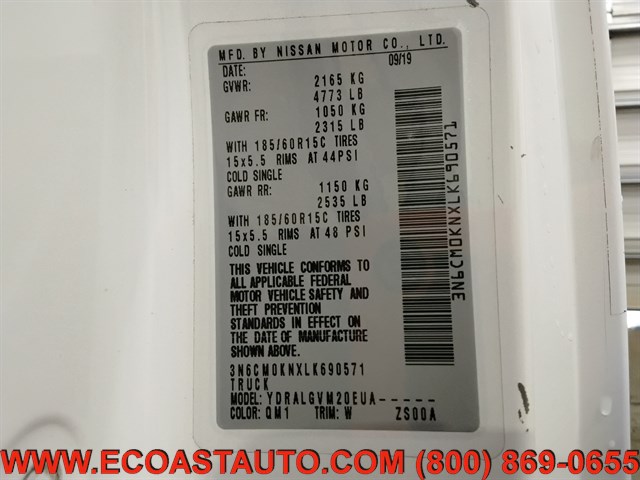 MFD. BY NISSAN MOTOR CO., LTD.
DATE: 09/19
GVWR: 2165 KG
4773 LB
GAWR FR: 1050 KG
2315 LB
WITH 185/60R15C TIRES
15x5.5 RIMS AT 44PSI
COLD SINGLE
GAWR RR: 1150 KG
2535 LB
WITH 185/60R15C TIRES
15x5.5 RIMS AT 48 PSI
COLD SINGLE
THIS VEHICLE CONFORMS TO
ALL APPLICABLE FEDERAL
MOTOR VEHICLE SAFETY AND
THEFT PREVENTION
STANDARDS IN EFFECT ON
THE DATE OF MANUFACTURE
SHOWN ABOVE.
3N6CM0KNXLK690571
TRUCK
MODEL: YDRALGVM20EUA-----
COLOR: QM1 TRIM: W ZS00A
3N6CM0KNXLK690571
WWW.ECOASTAUTO.COM (800) 869-0655